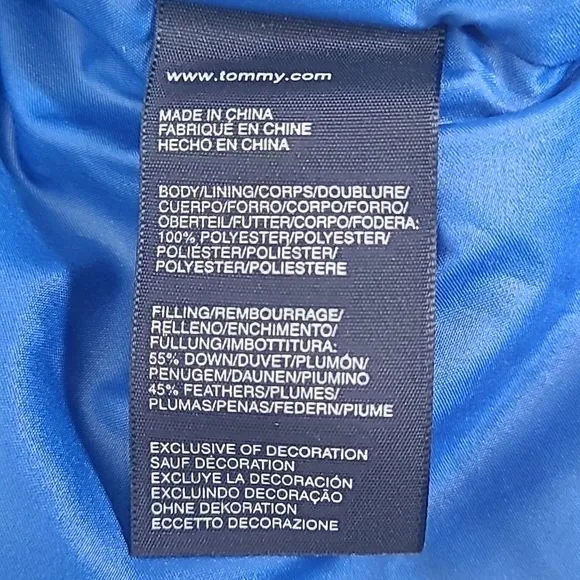 www.tommy.com
MADE IN CHINA
FABRIQUÉ EN CHINE
HECHO EN CHINA
BODY/LINING/CORPS/DOUBLURE/
CUERPO/FORRO/CORPO/FORRO/
OBERTEIL/FUTTER/CORPO/FODERA:
100% POLYESTER/POLYESTER/
POLIÉSTER/POLIÉSTER/
POLYESTER/POLIESTERE
FILLING/REMBOURRAGE/
RELLENO/ENCHIMENTO/
FÜLLUNG/IMBOTTITURA:
55% DOWN/DUVET/PLUMÓN/
PENUGEM/DAUNEN/PIUMINO
45% FEATHERS/PLUMES/
PLUMAS/PENAS/FEDERN/PIUME
EXCLUSIVE OF DECORATION
SAUF DÉCORATION
EXCLUYE LA DECORACIÓN
EXCLUINDO DECORAÇÃO
OHNE DEKORATION
ECCETTO DECORAZIONE